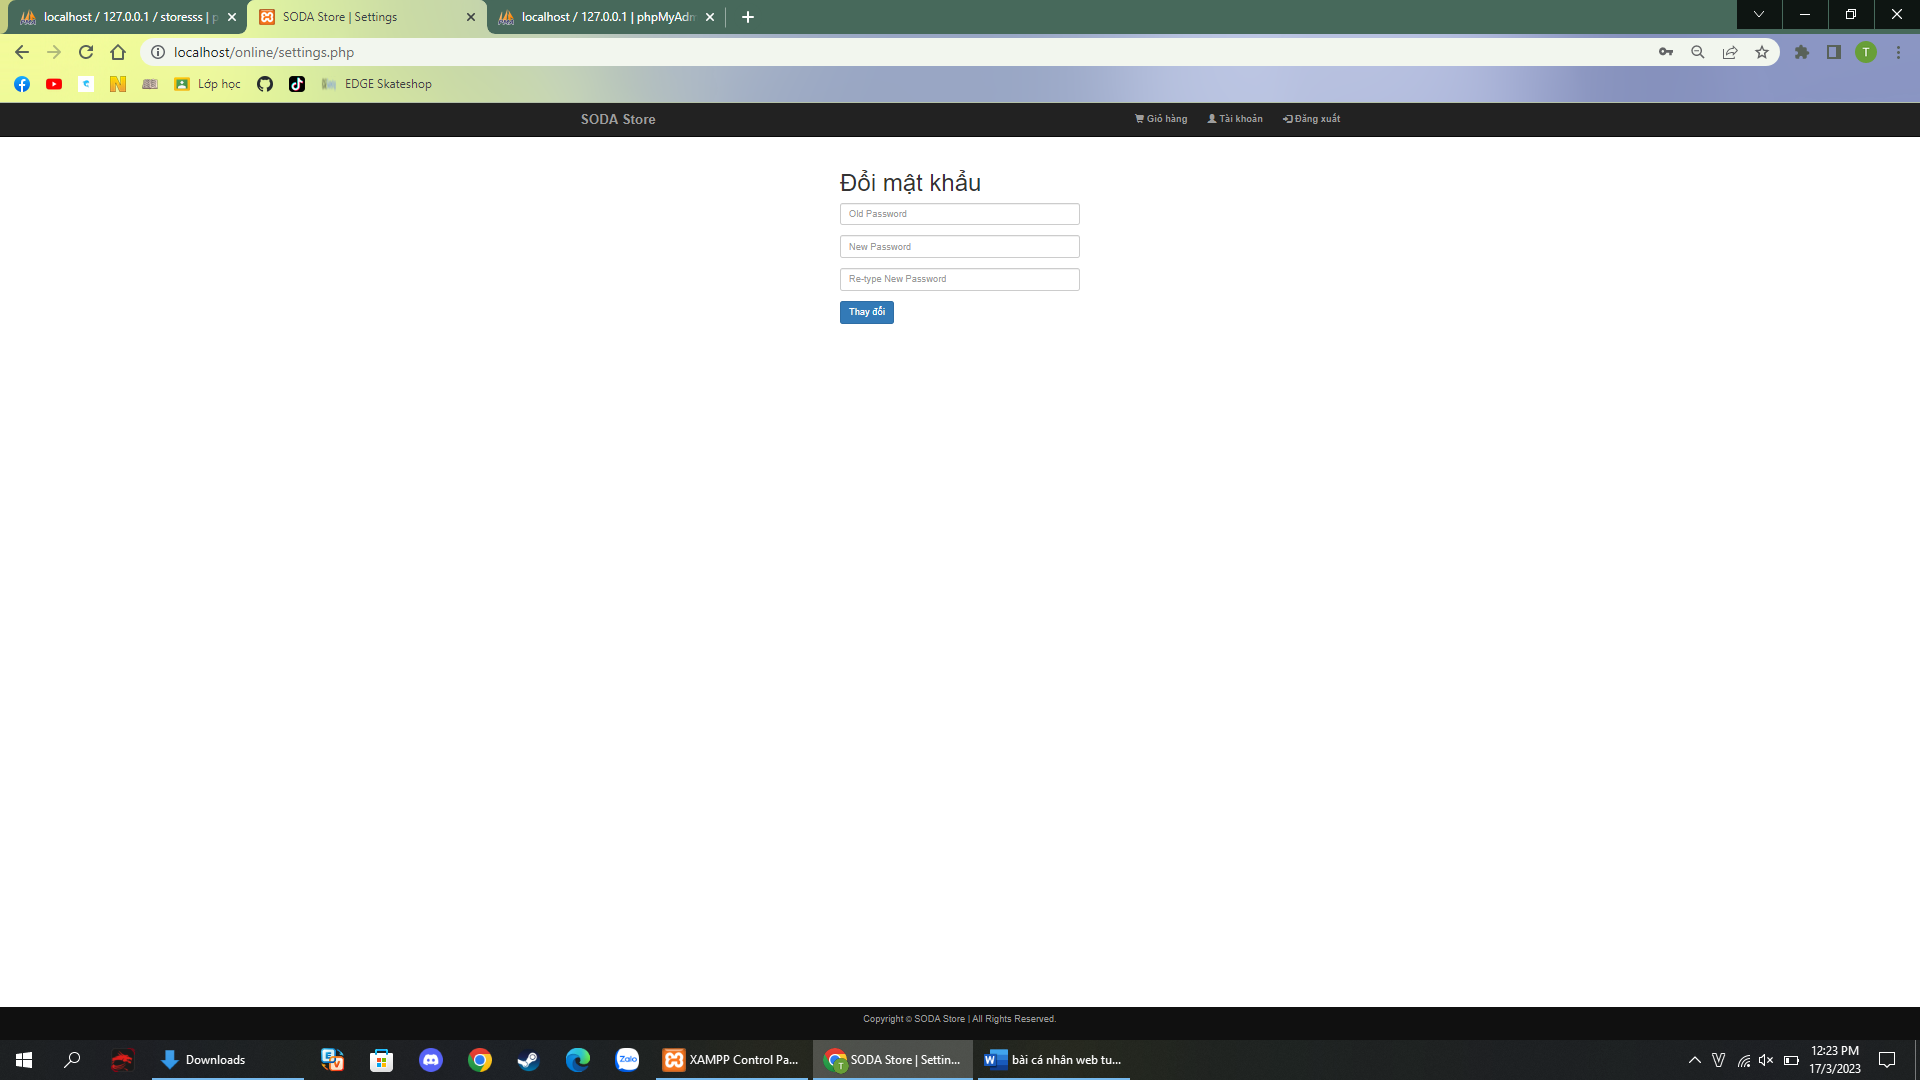 localhost / 127.0.0.1 / storesss | p
SODA Store | Settings
localhost / 127.0.0.1 | phpMyAdm
localhost/online/settings.php
T
Lớp học
EDGE Skateshop
SODA Store
Giỏ hàng
Tài khoản
Đăng xuất
Đổi mật khẩu
Old Password
New Password
Re-type New Password
Thay đổi
Copyright © SODA Store | All Rights Reserved.
Downloads
Zalo
XAMPP Control Pa...
SODA Store | Settin...
bài cá nhân web tu...
12:23 PM
17/3/2023